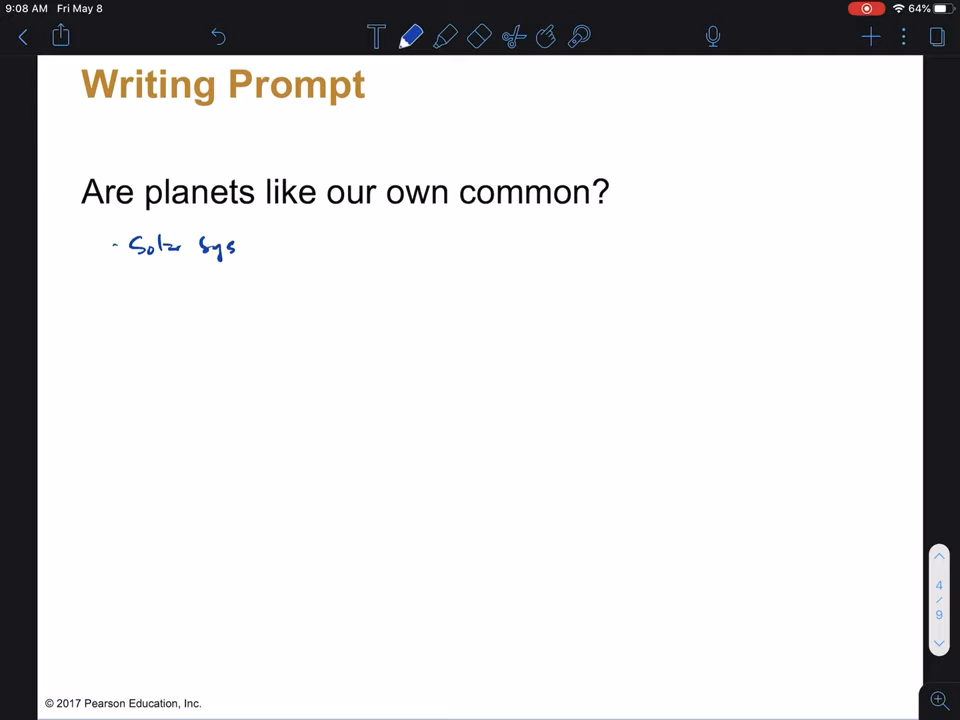 9:08 AM Fri May 8
64%
Writing Prompt
Are planets like our own common?
- Solar Sys
4
/
9
© 2017 Pearson Education, Inc.